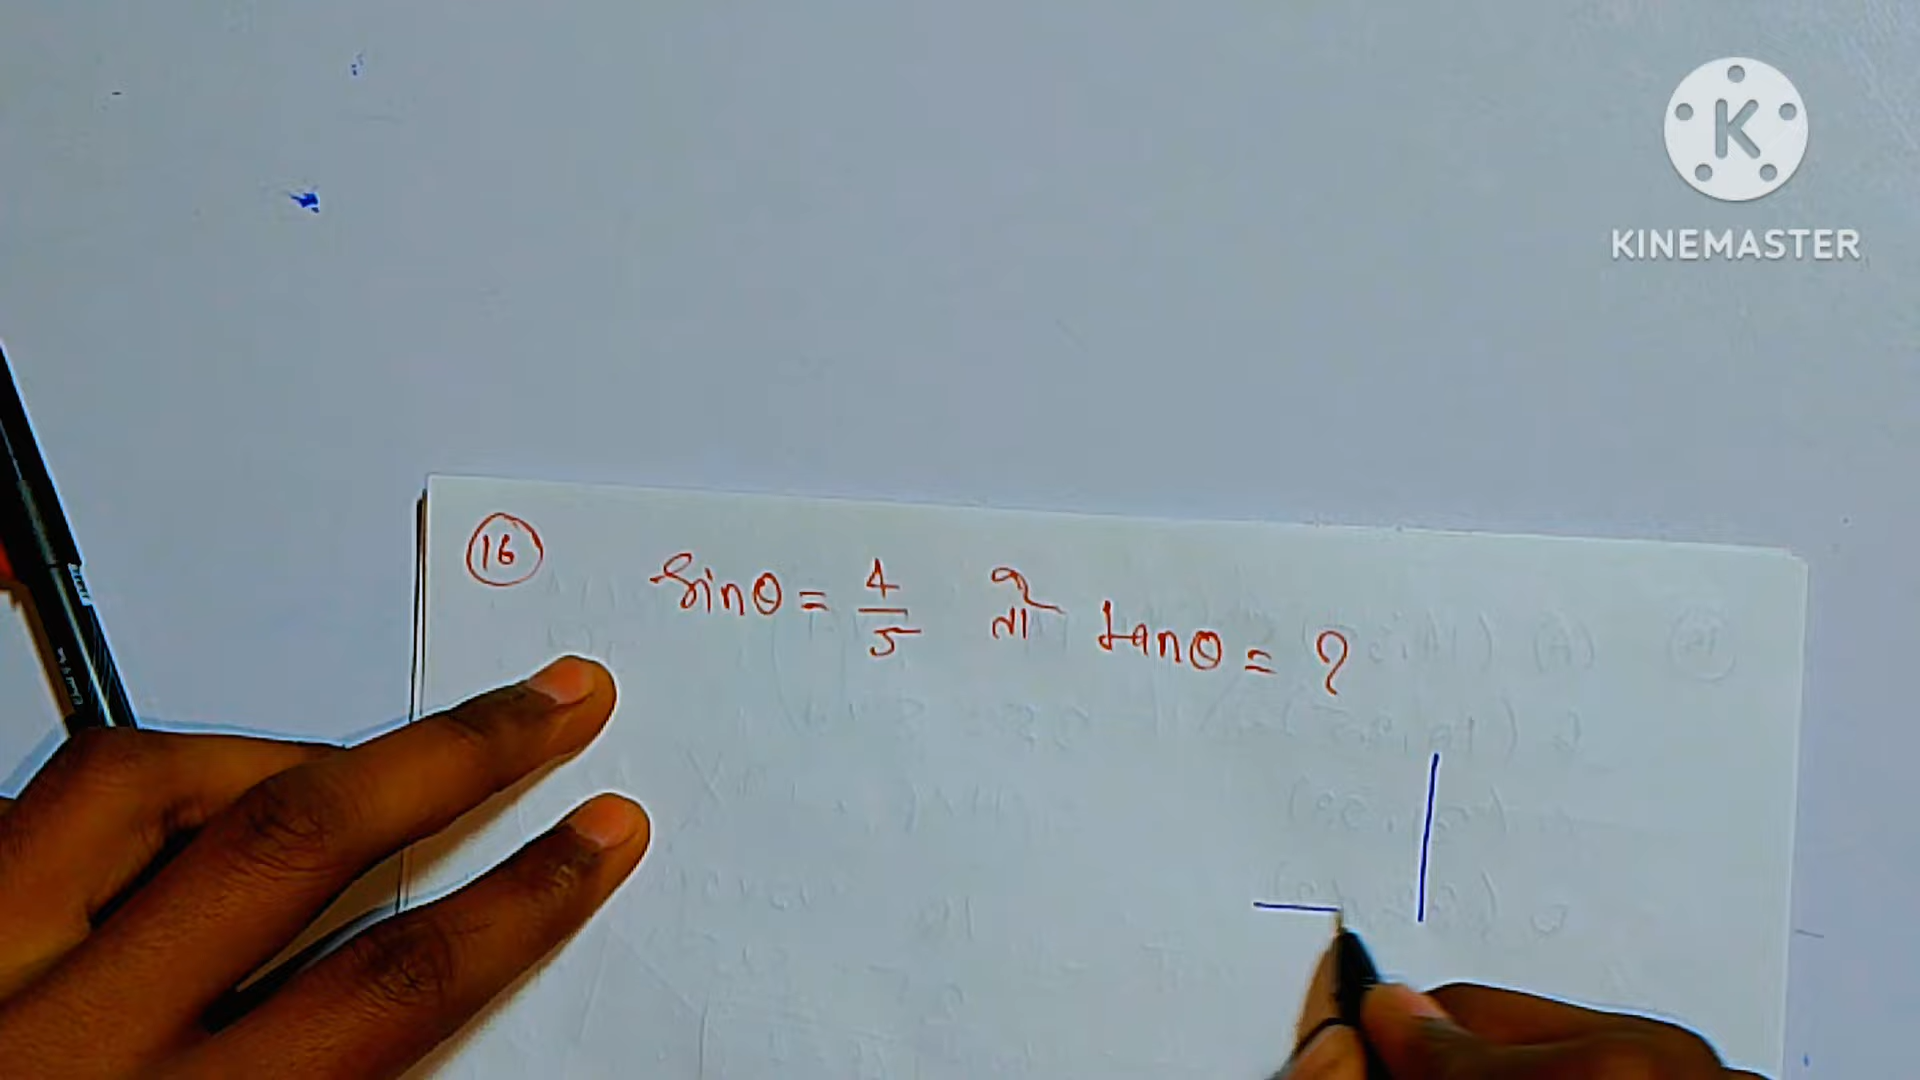 KINEMASTER
16 sinθ = 4/5 tanθ = ?